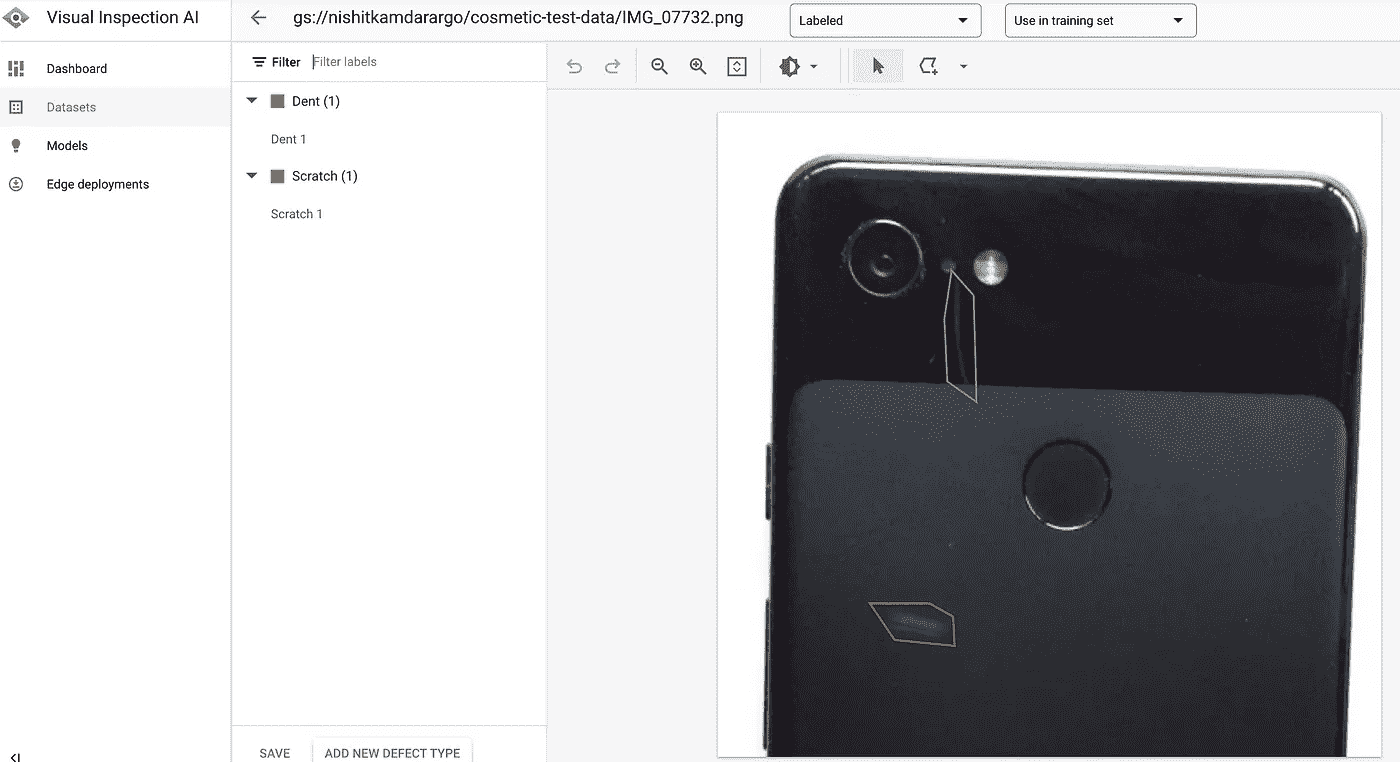 Visual Inspection AI
gs://nishitkamdarargo/cosmetic-test-data/IMG_07732.png
Labeled
Use in training set
Dashboard
Datasets
Models
Edge deployments
Filter
Filter labels
Dent (1)
Dent 1
Scratch (1)
Scratch 1
SAVE
ADD NEW DEFECT TYPE